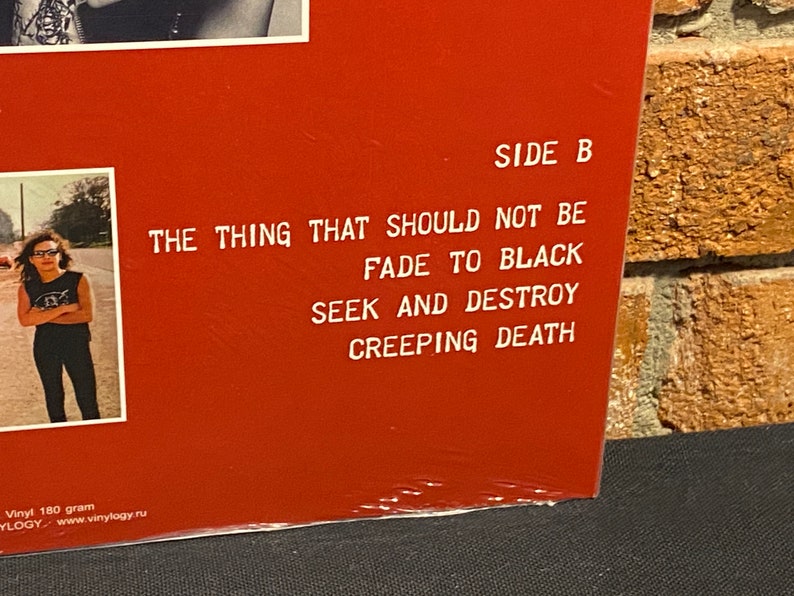 SIDE B
THE THING THAT SHOULD NOT BE
FADE TO BLACK
SEEK AND DESTROY
CREEPING DEATH
Vinyl 180 gram
YLOGY www.vinylogy.ru